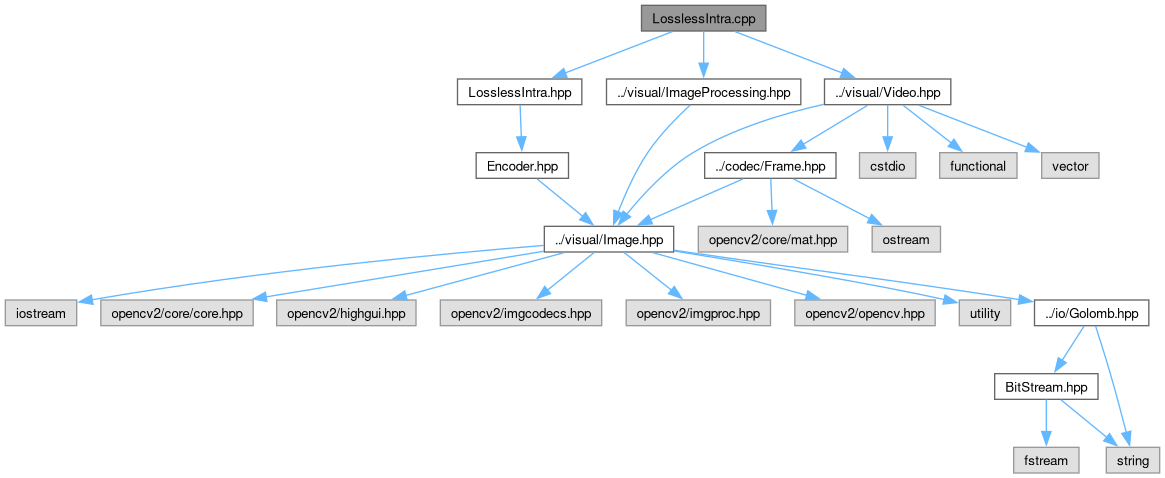 LosslessIntra.cpp
LosslessIntra.hpp
../visual/ImageProcessing.hpp
../visual/Video.hpp
Encoder.hpp
../codec/Frame.hpp
cstdio
functional
vector
../visual/Image.hpp
opencv2/core/mat.hpp
ostream
iostream
opencv2/core/core.hpp
opencv2/highgui.hpp
opencv2/imgcodecs.hpp
opencv2/imgproc.hpp
opencv2/opencv.hpp
utility
../io/Golomb.hpp
BitStream.hpp
fstream
string